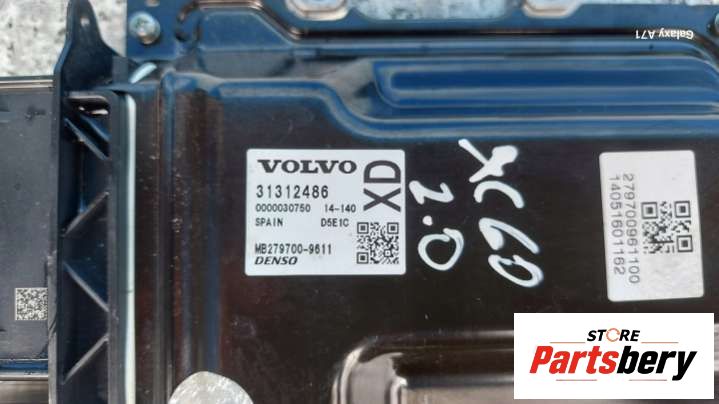 Galaxy A71
VOLVO
31312486
XD
0000030750 14-140
SPAIN D5E1C
MB279700-9611
DENSO
XC60
2.0
279700961100
14051601162
STORE
Partsbery